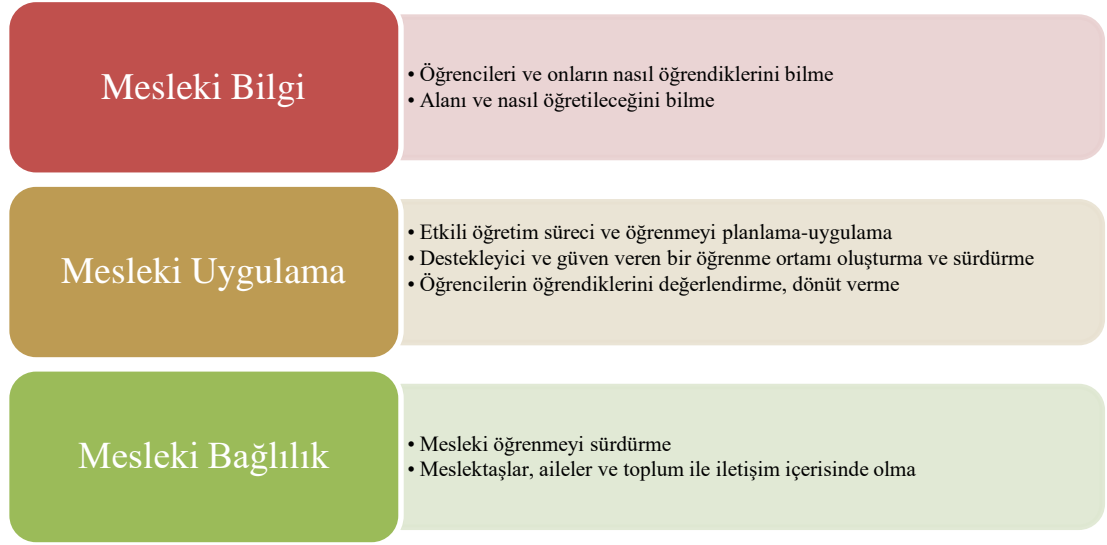 Mesleki Bilgi
• Öğrencileri ve onların nasıl öğrendiklerini bilme
• Alanı ve nasıl öğretileceğini bilme
Mesleki Uygulama
• Etkili öğretim süreci ve öğrenmeyi planlama-uygulama
• Destekleyici ve güven veren bir öğrenme ortamı oluşturma ve sürdürme
• Öğrencilerin öğrendiklerini değerlendirme, dönüt verme
Mesleki Bağlılık
• Mesleki öğrenmeyi sürdürme
• Meslektaşlar, aileler ve toplum ile iletişim içerisinde olma